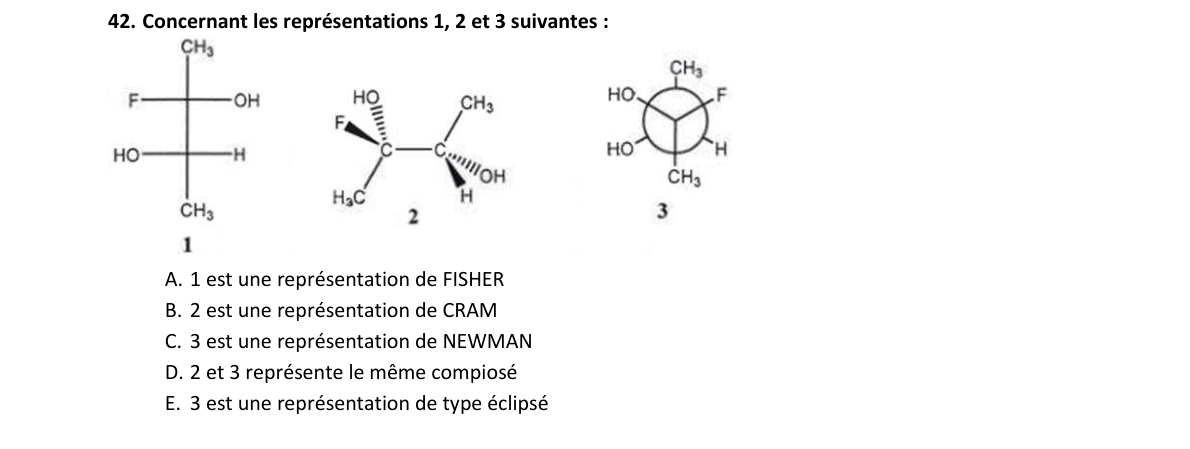 42. Concernant les représentations 1, 2 et 3 suivantes :
CH₃
F
OH
HO
H
CH₃
1
HO
F
CH₃
C
C
H₃C
OH
H
2
CH₃
HO
F
HO
H
CH₃
3
A. 1 est une représentation de FISHER
B. 2 est une représentation de CRAM
C. 3 est une représentation de NEWMAN
D. 2 et 3 représente le même compiosé
E. 3 est une représentation de type éclipsé